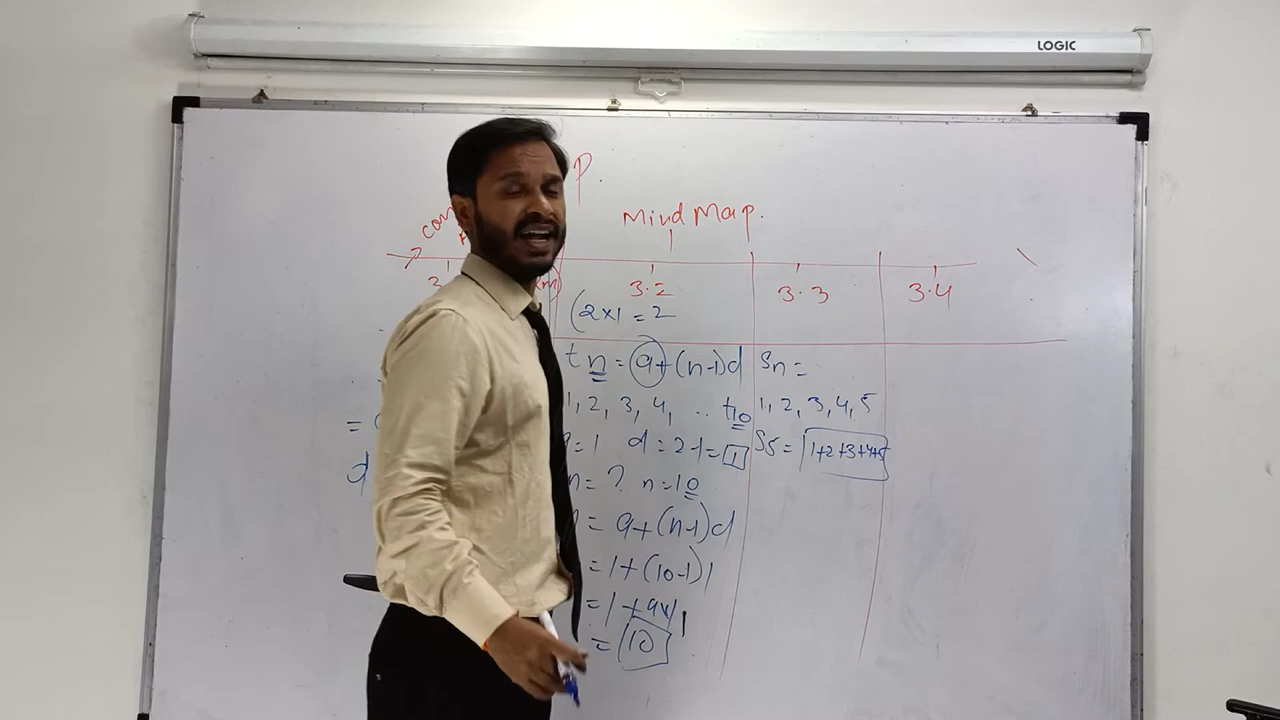 LOGIC
P.
Mind Map.
3.2
3.3
3.4
(2x1 = 2
tn = a+(n-1)d
Sn =
1, 2, 3, 4, .. t10
1, 2, 3, 4, 5
=1 d = 2-1 = 1
S5 = 1+2+3+4+5
n = ? n = 10
= a+(n-1)d
= 1+(10-1)1
= 1+9x1
= 10
=
d